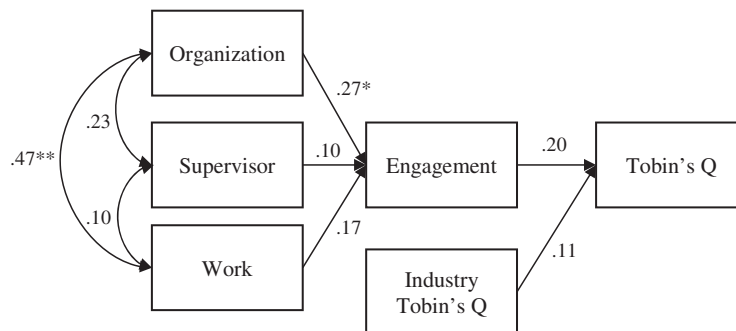 Organization
.27*
.23
.47**
Supervisor
.10
Engagement
.20
Tobin's Q
.10
.17
Work
Industry
Tobin's Q
.11